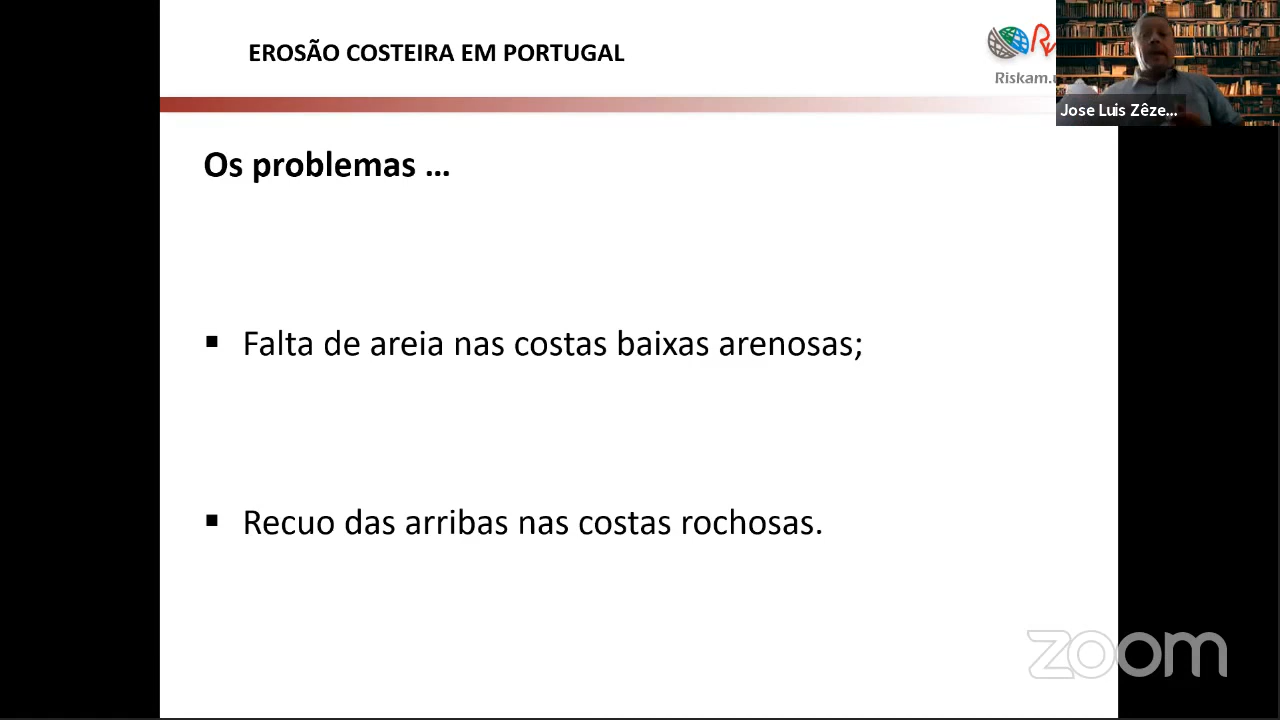 EROSÃO COSTEIRA EM PORTUGAL
Riskam.
Jose Luis Zêze...
Os problemas ...
▪ Falta de areia nas costas baixas arenosas;
▪ Recuo das arribas nas costas rochosas.
zoom